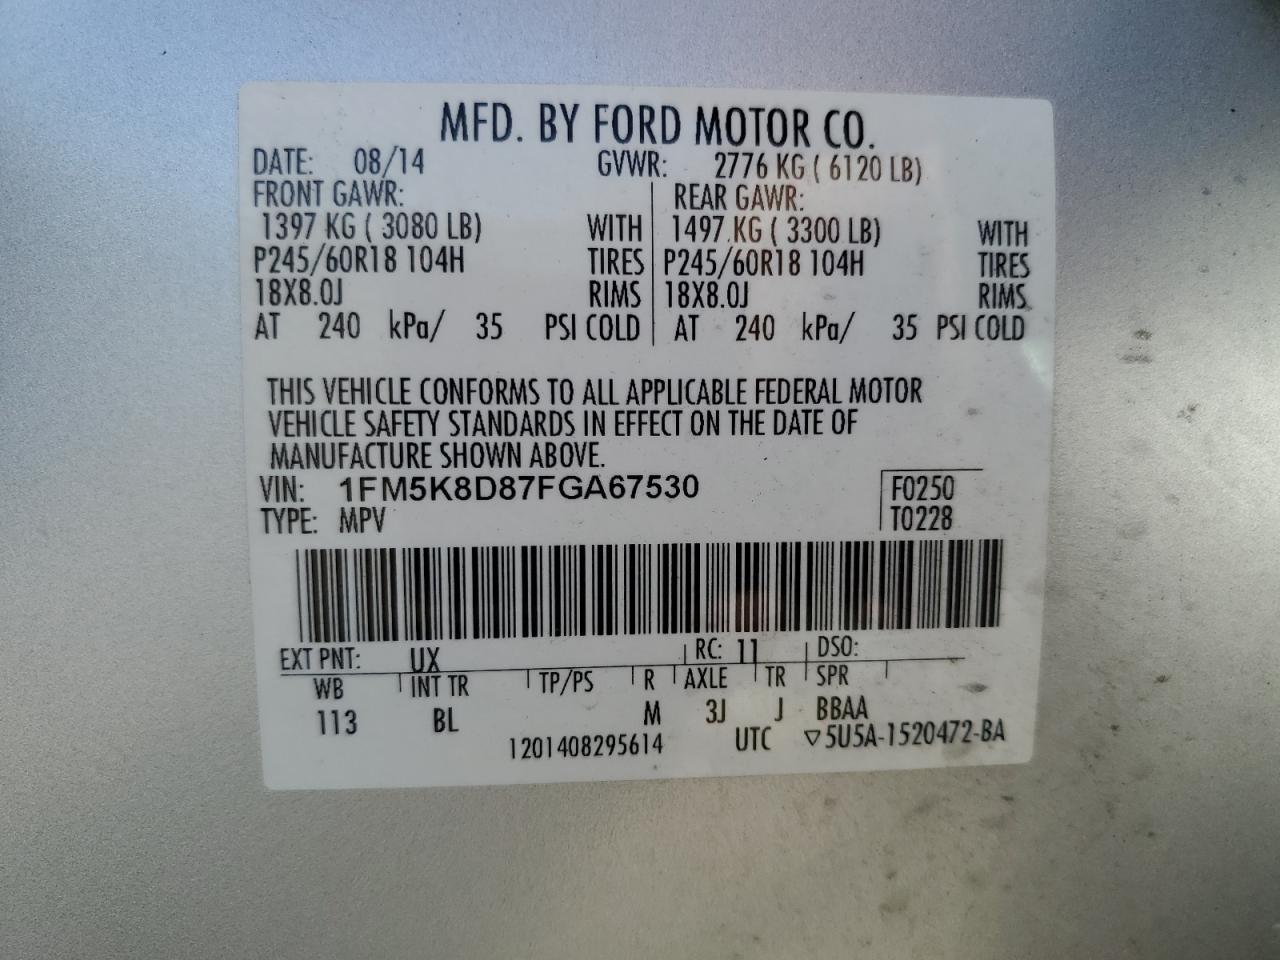 MFD. BY FORD MOTOR CO.
DATE: 08/14 GVWR: 2776 KG ( 6120 LB)
FRONT GAWR: REAR GAWR:
1397 KG ( 3080 LB) WITH 1497 KG ( 3300 LB) WITH
P245/60R18 104H TIRES P245/60R18 104H TIRES
18X8.0J RIMS 18X8.0J RIMS
AT 240 kPa/ 35 PSI COLD AT 240 kPa/ 35 PSI COLD
THIS VEHICLE CONFORMS TO ALL APPLICABLE FEDERAL MOTOR
VEHICLE SAFETY STANDARDS IN EFFECT ON THE DATE OF
MANUFACTURE SHOWN ABOVE.
VIN: 1FM5K8D87FGA67530 F0250
TYPE: MPV T0228
EXT PNT: UX RC: 11 DSO:
WB INT TR TP/PS R AXLE TR SPR
113 BL M 3J J BBAA
1201408295614 UTC ▽5U5A-1520472-BA